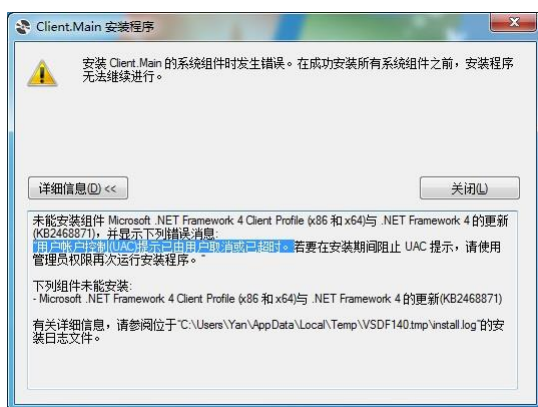 Client.Main 安装程序
安装 Client.Main 的系统组件时发生错误。在成功安装所有系统组件之前，安装程序
无法继续进行。
详细信息(D) <<
关闭(L)
未能安装组件 Microsoft .NET Framework 4 Client Profile (x86 和 x64)与 .NET Framework 4 的更新
(KB2468871)，并显示下列错误消息:
"用户帐户控制(UAC)提示已由用户取消或已超时。若要在安装期间阻止 UAC 提示，请使用
管理员权限再次运行安装程序。"
下列组件未能安装:
- Microsoft .NET Framework 4 Client Profile (x86 和 x64)与 .NET Framework 4 的更新(KB2468871)
有关详细信息，请参阅位于"C:\Users\Yan\AppData\Local\Temp\VSDF140.tmp\install.log"的安
装日志文件。